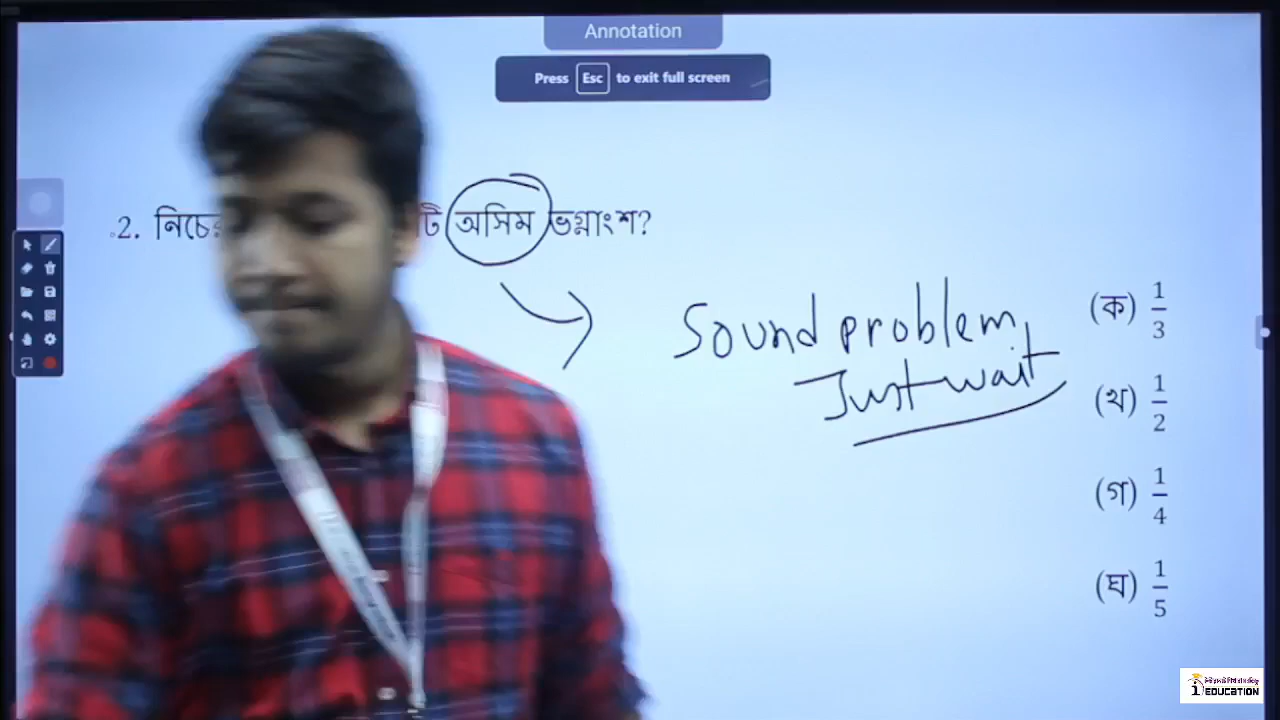 Annotation
Press Esc to exit full screen
2. নিচের টি অসিম ভগ্নাংশ?
Sound problem,
Just wait
(ক) 1/3
(খ) 1/2
(গ) 1/4
(ঘ) 1/5
EDUCATION